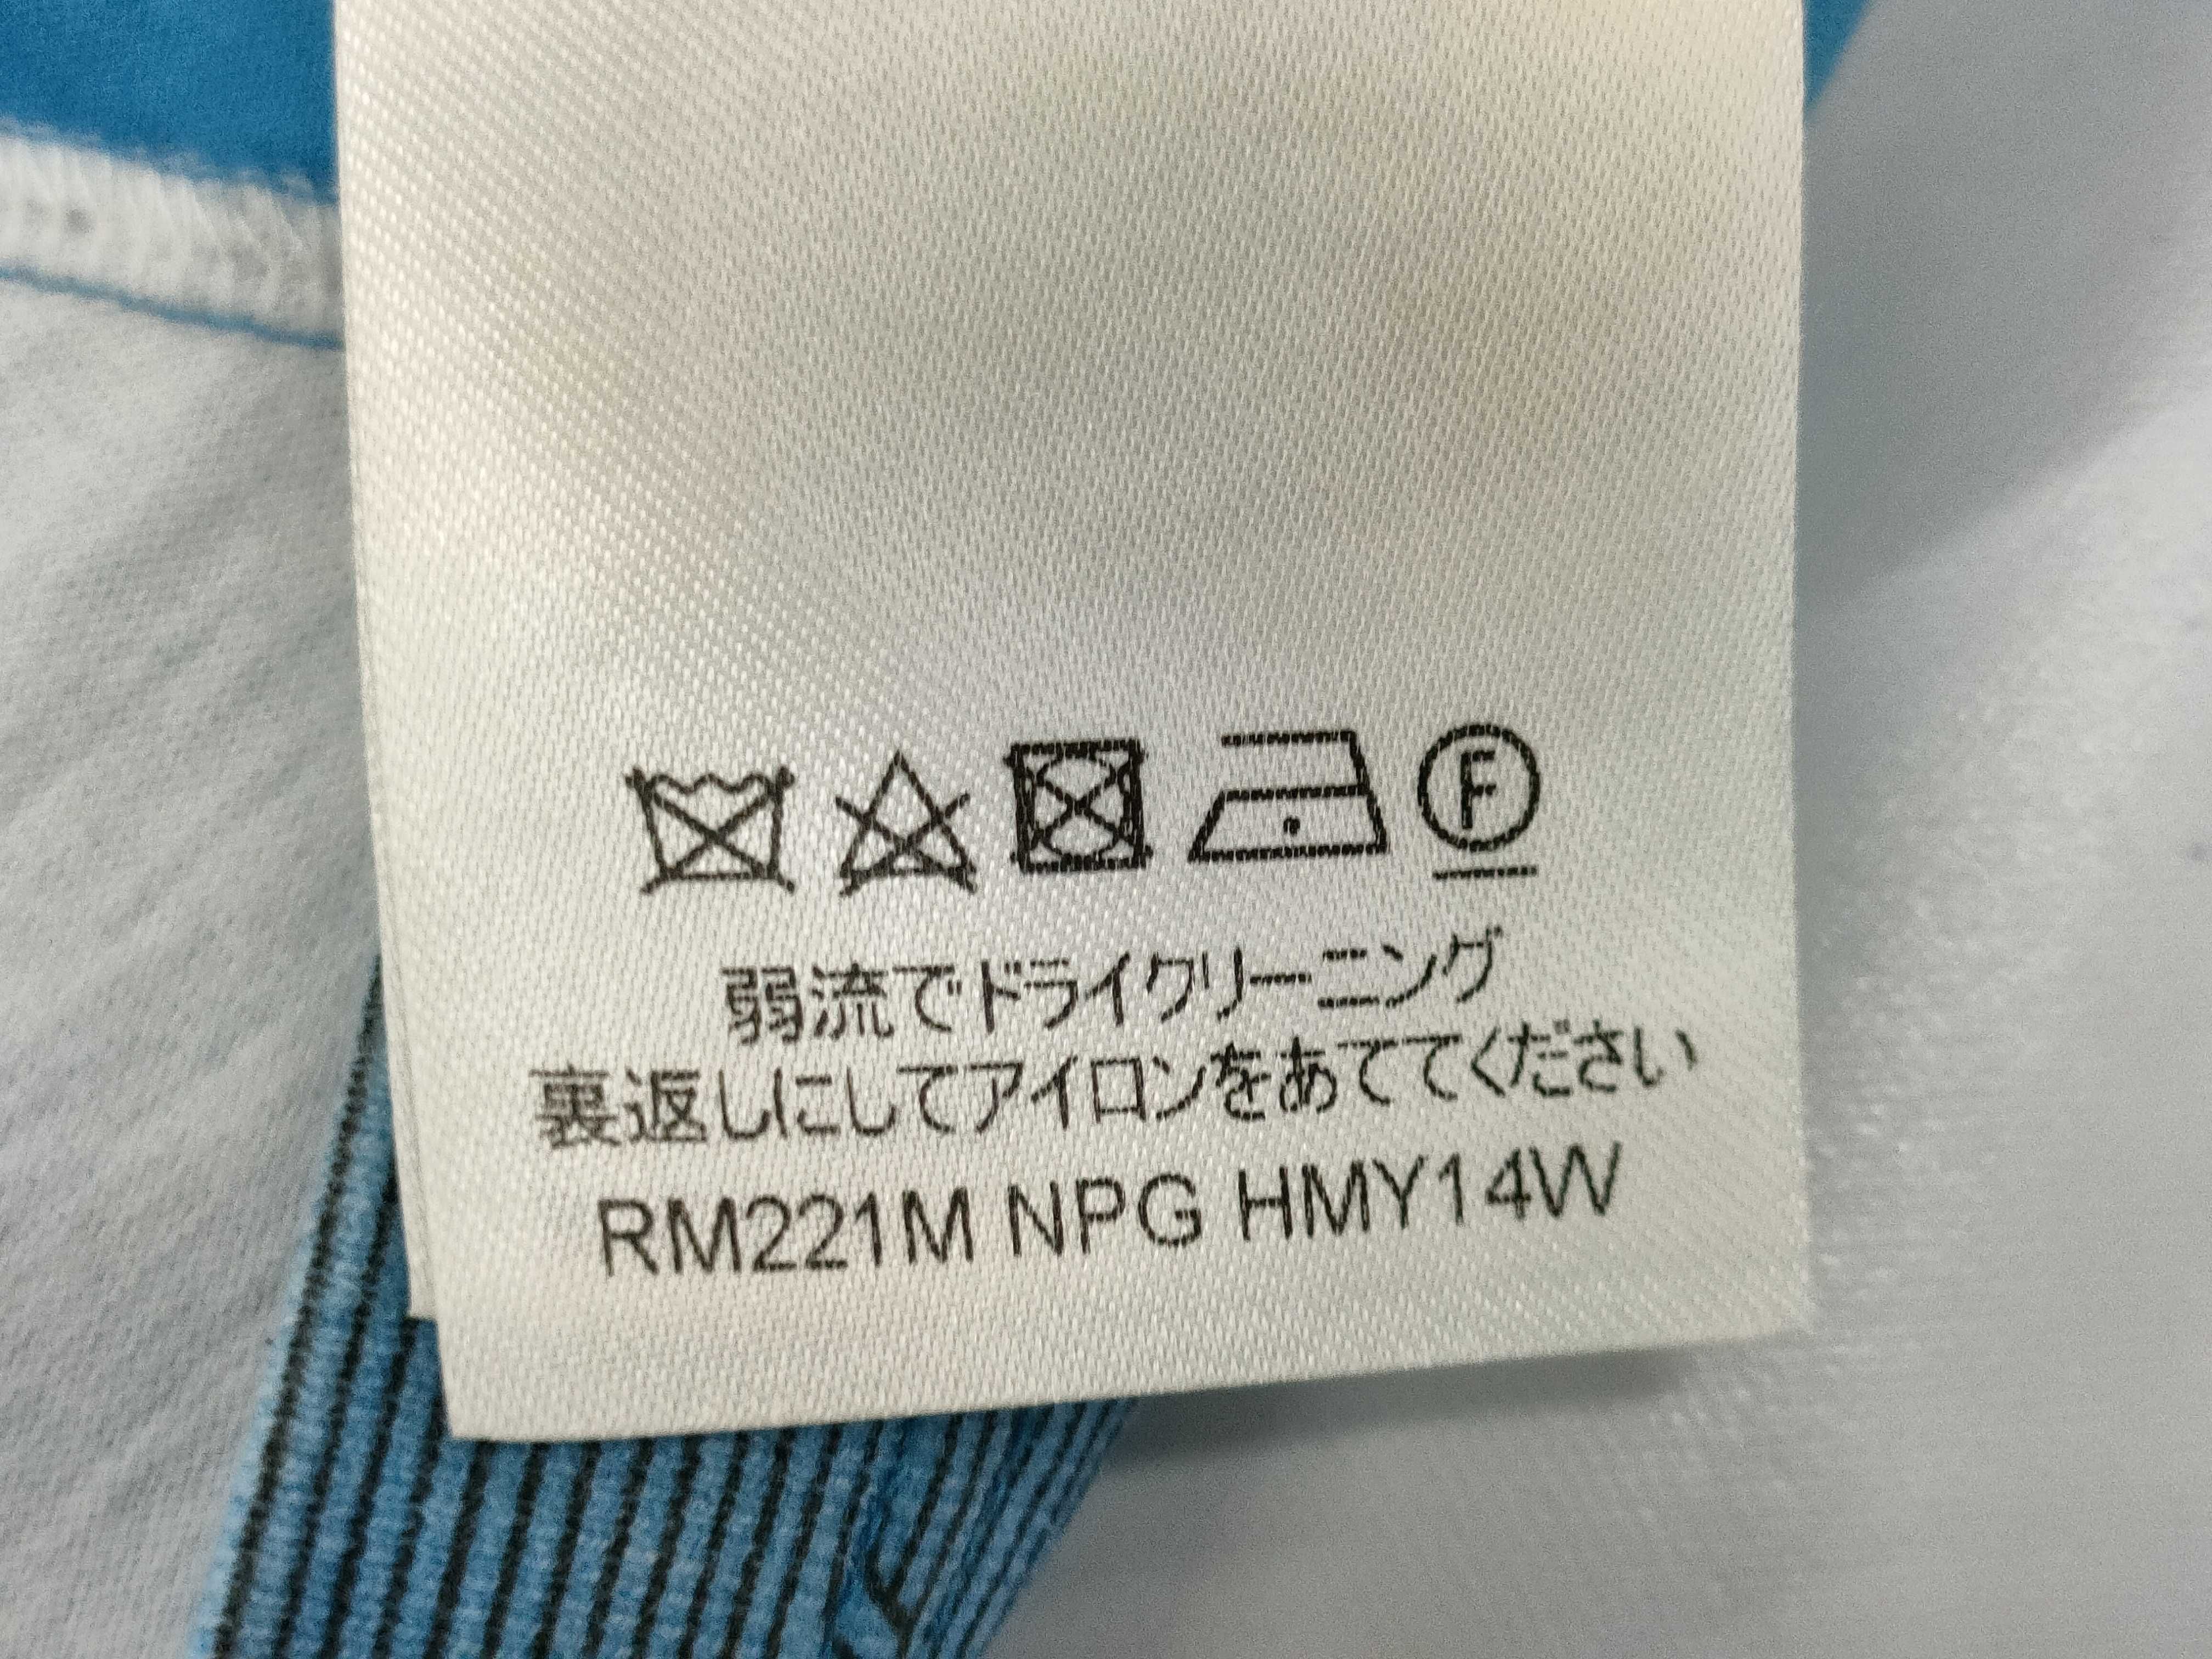 F
弱流でドライクリーニング
裏返しにしてアイロンをあててください
RM221M NPG HMY14W